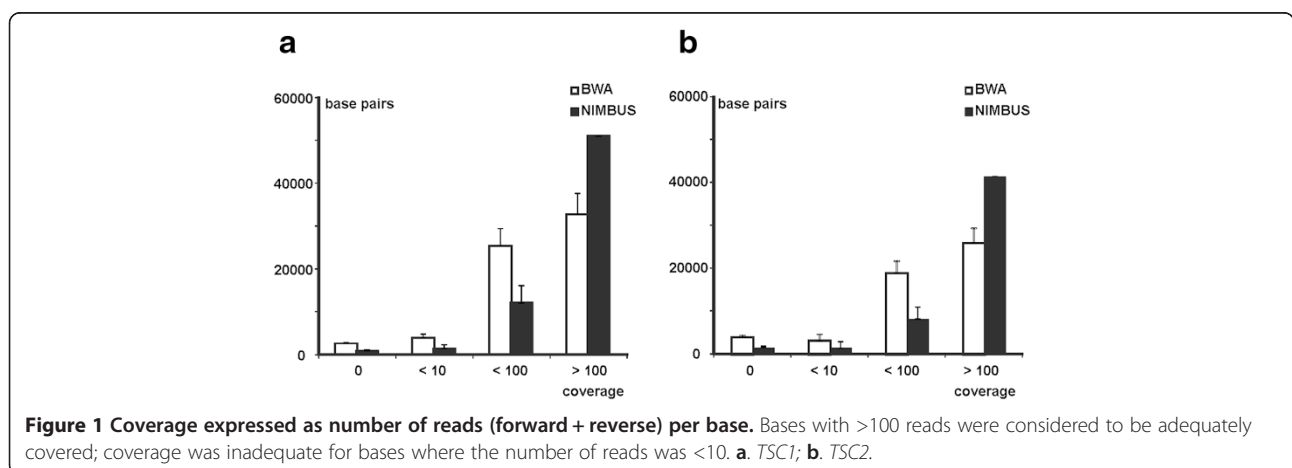 a
BWA
NIMBUS
60000
base pairs
40000
20000
0
0
< 10
< 100
> 100
coverage
b
BWA
NIMBUS
60000
base pairs
40000
20000
0
0
< 10
< 100
> 100
coverage
Figure 1 Coverage expressed as number of reads (forward + reverse) per base. Bases with >100 reads were considered to be adequately
covered; coverage was inadequate for bases where the number of reads was <10. a. TSC1; b. TSC2.